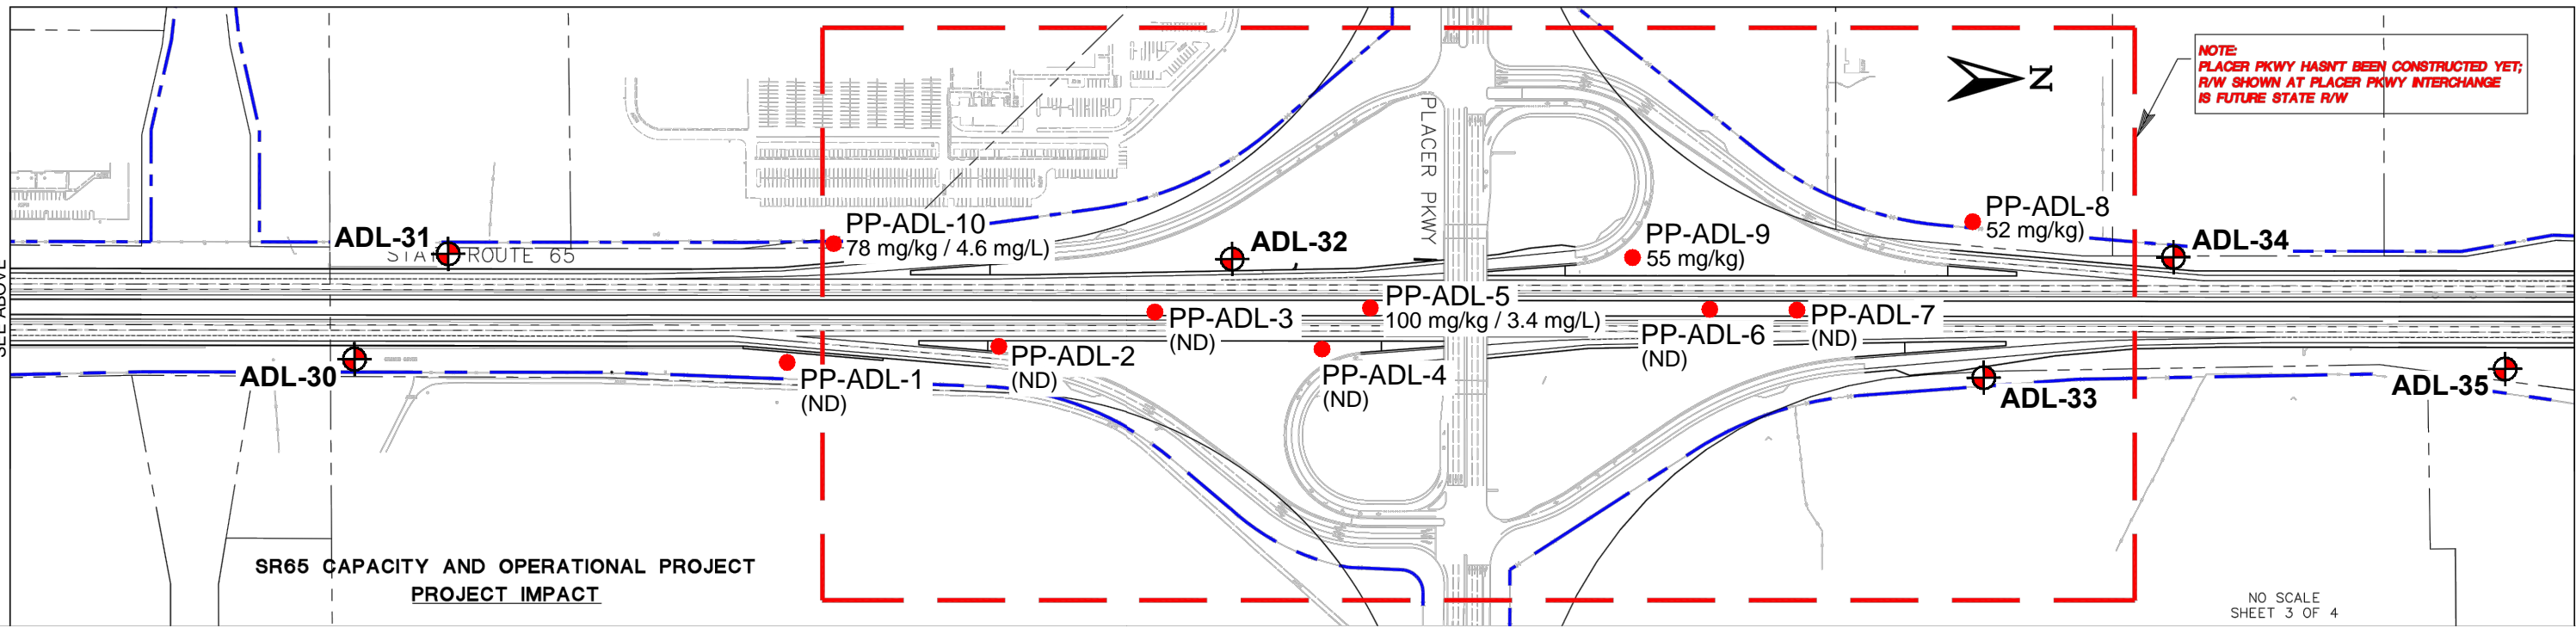 NOTE:
PLACER PKWY HASN'T BEEN CONSTRUCTED YET;
R/W SHOWN AT PLACER PKWY INTERCHANGE
IS FUTURE STATE R/W
N
PLACER PKWY
PP-ADL-10
78 mg/kg / 4.6 mg/L)
PP-ADL-8
52 mg/kg)
ADL-31
ROUTE 65
ADL-32
PP-ADL-9
55 mg/kg)
ADL-34
PP-ADL-5
100 mg/kg / 3.4 mg/L)
PP-ADL-3
(ND)
PP-ADL-6
(ND)
PP-ADL-7
(ND)
ADL-30
PP-ADL-1
(ND)
PP-ADL-2
(ND)
PP-ADL-4
(ND)
ADL-33
ADL-35
SR65 CAPACITY AND OPERATIONAL PROJECT
PROJECT IMPACT
NO SCALE
SHEET 3 OF 4